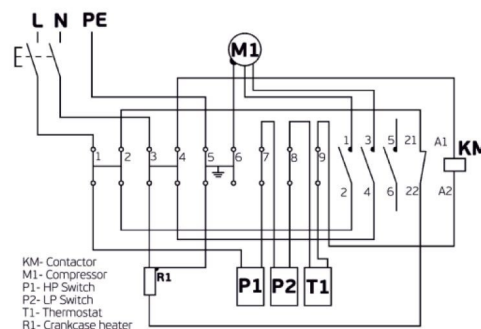 L N PE
M1
1 2 3 4 5 6 7 8 9 1 3 5 21 A1 KM
2 4 6 22 A2
R1 P1 P2 T1
KM- Contactor
M1- Compressor
P1- HP Switch
P2- LP Switch
T1- Thermostat
R1- Crankcase heater